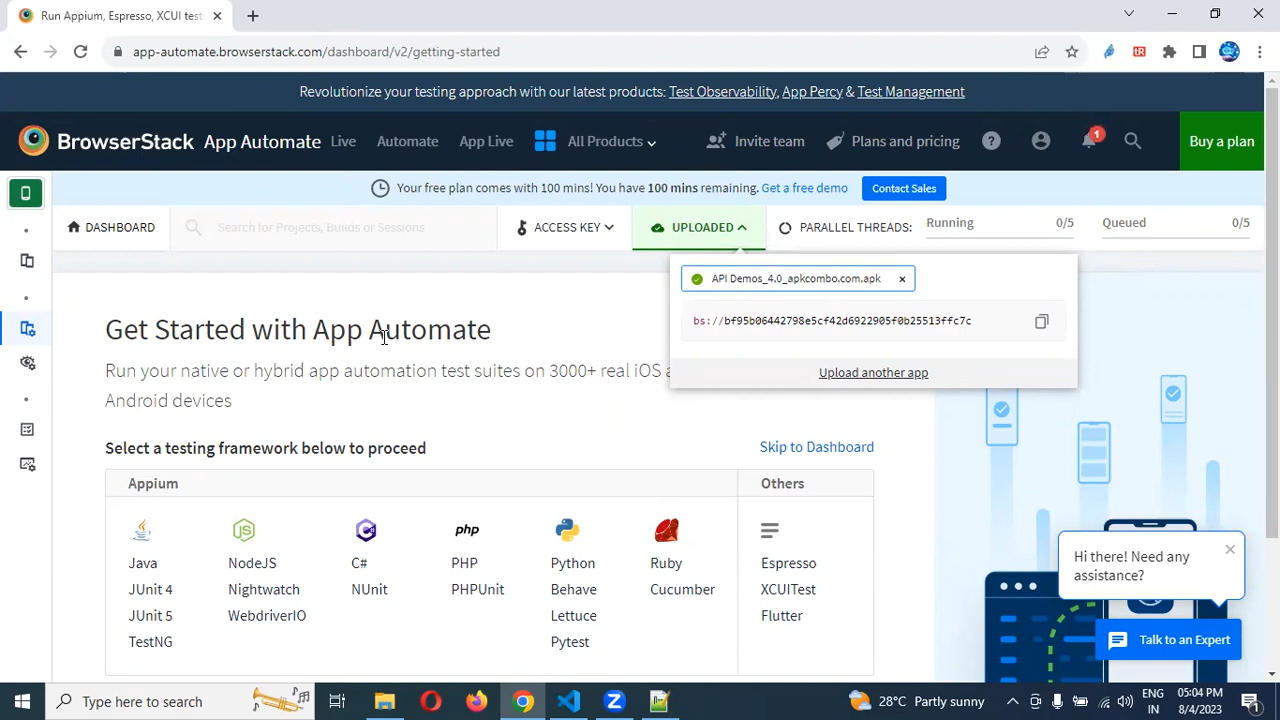 Run Appium, Espresso, XCUI test
app-automate.browserstack.com/dashboard/v2/getting-started
Revolutionize your testing approach with our latest products: Test Observability, App Percy & Test Management
BrowserStack App Automate Live Automate App Live All Products Invite team Plans and pricing 1 Buy a plan
Your free plan comes with 100 mins! You have 100 mins remaining. Get a free demo Contact Sales
DASHBOARD Search for Projects, Builds or Sessions ACCESS KEY UPLOADED PARALLEL THREADS: Running 0/5 Queued 0/5
API Demos_4.0_apkcombo.com.apk
bs://bf95b06442798e5cf42d6922905f0b25513ffc7c
Upload another app
Get Started with App Automate
Run your native or hybrid app automation test suites on 3000+ real iOS a
Android devices
Select a testing framework below to proceed Skip to Dashboard
Appium Others
php
Java NodeJS C# PHP Python Ruby Espresso
JUnit 4 Nightwatch NUnit PHPUnit Behave Cucumber XCUITest
JUnit 5 WebdriverIO Lettuce Flutter
TestNG Pytest
Hi there! Need any
assistance?
Talk to an Expert
Type here to search
28°C Partly sunny
ENG
IN
05:04 PM
8/4/2023
1